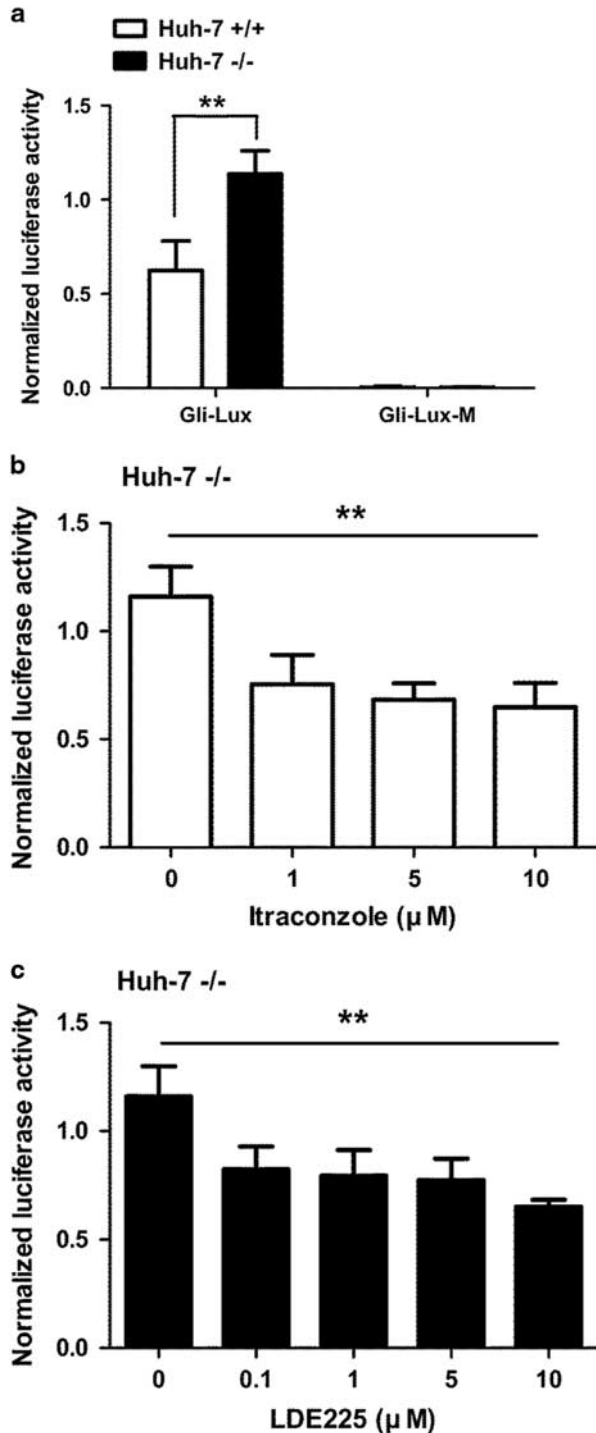 a
Huh-7 +/+
Huh-7 -/-
**
Normalized luciferase activity
1.5
1.0
0.5
0.0
Gli-Lux
Gli-Lux-M
b
Huh-7 -/-
**
Normalized luciferase activity
1.5
1.0
0.5
0.0
0 1 5 10
Itraconzole (μ M)
c
Huh-7 -/-
**
Normalized luciferase activity
1.5
1.0
0.5
0.0
0 0.1 1 5 10
LDE225 (μ M)